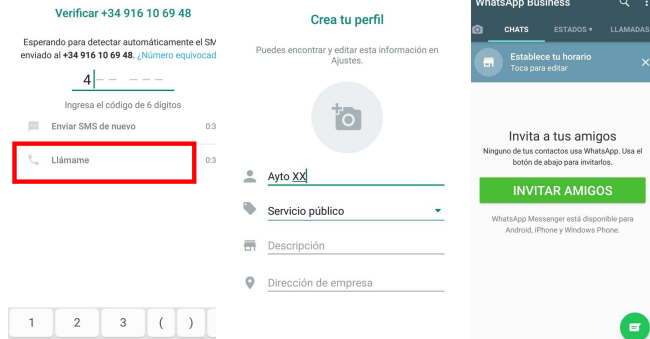 Verificar +34 916 10 69 48
Esperando para detectar automáticamente el SM
enviado al +34 916 10 69 48. ¿Número equivocad
4
Ingresa el código de 6 dígitos
Enviar SMS de nuevo 0:3
Llámame 0:3
1 2 3 ( )
Crea tu perfil
Puedes encontrar y editar esta información en
Ajustes.
Ayto XX
Servicio público
Descripción
Dirección de empresa
WhatsApp Business
CHATS ESTADOS LLAMADAS
Establece tu horario
Toca para editar
Invita a tus amigos
Ninguno de tus contactos usa WhatsApp. Usa el
botón de abajo para invitarlos.
INVITAR AMIGOS
WhatsApp Messenger está disponible para
Android, iPhone y Windows Phone.